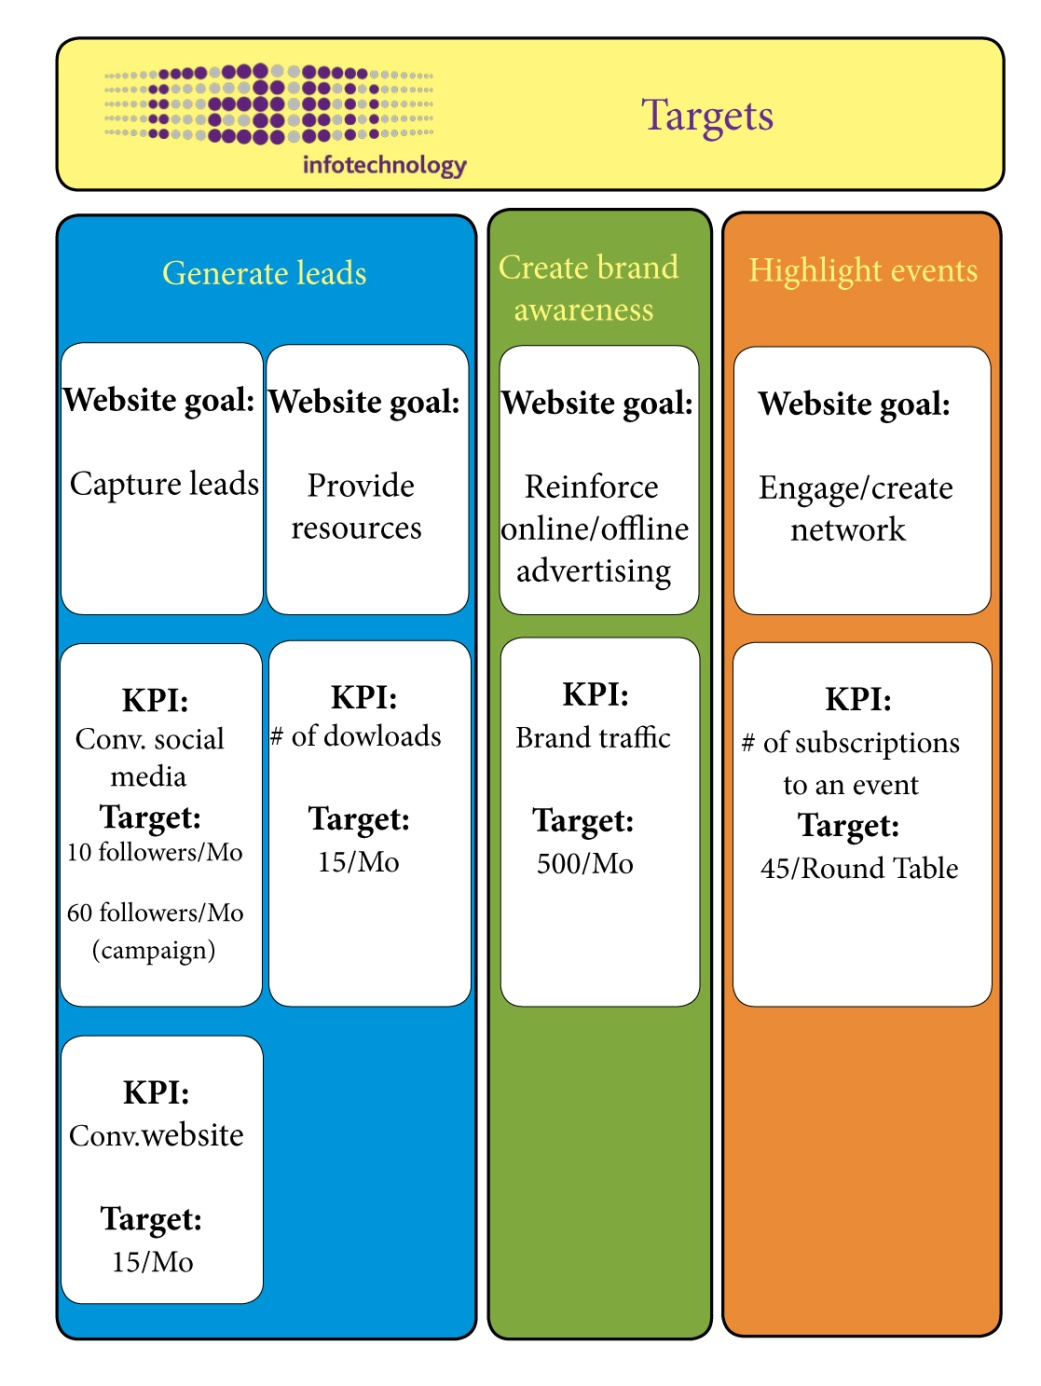 infotechnology
Targets
Generate leads
Website goal:
Capture leads
KPI:
Conv. social
media
Target:
10 followers/Mo
60 followers/Mo
(campaign)
KPI:
Conv.website
Target:
15/Mo
Website goal:
Provide
resources
KPI:
# of dowloads
Target:
15/Mo
Create brand
awareness
Website goal:
Reinforce
online/offline
advertising
KPI:
Brand traffic
Target:
500/Mo
Highlight events
Website goal:
Engage/create
network
KPI:
# of subscriptions
to an event
Target:
45/Round Table